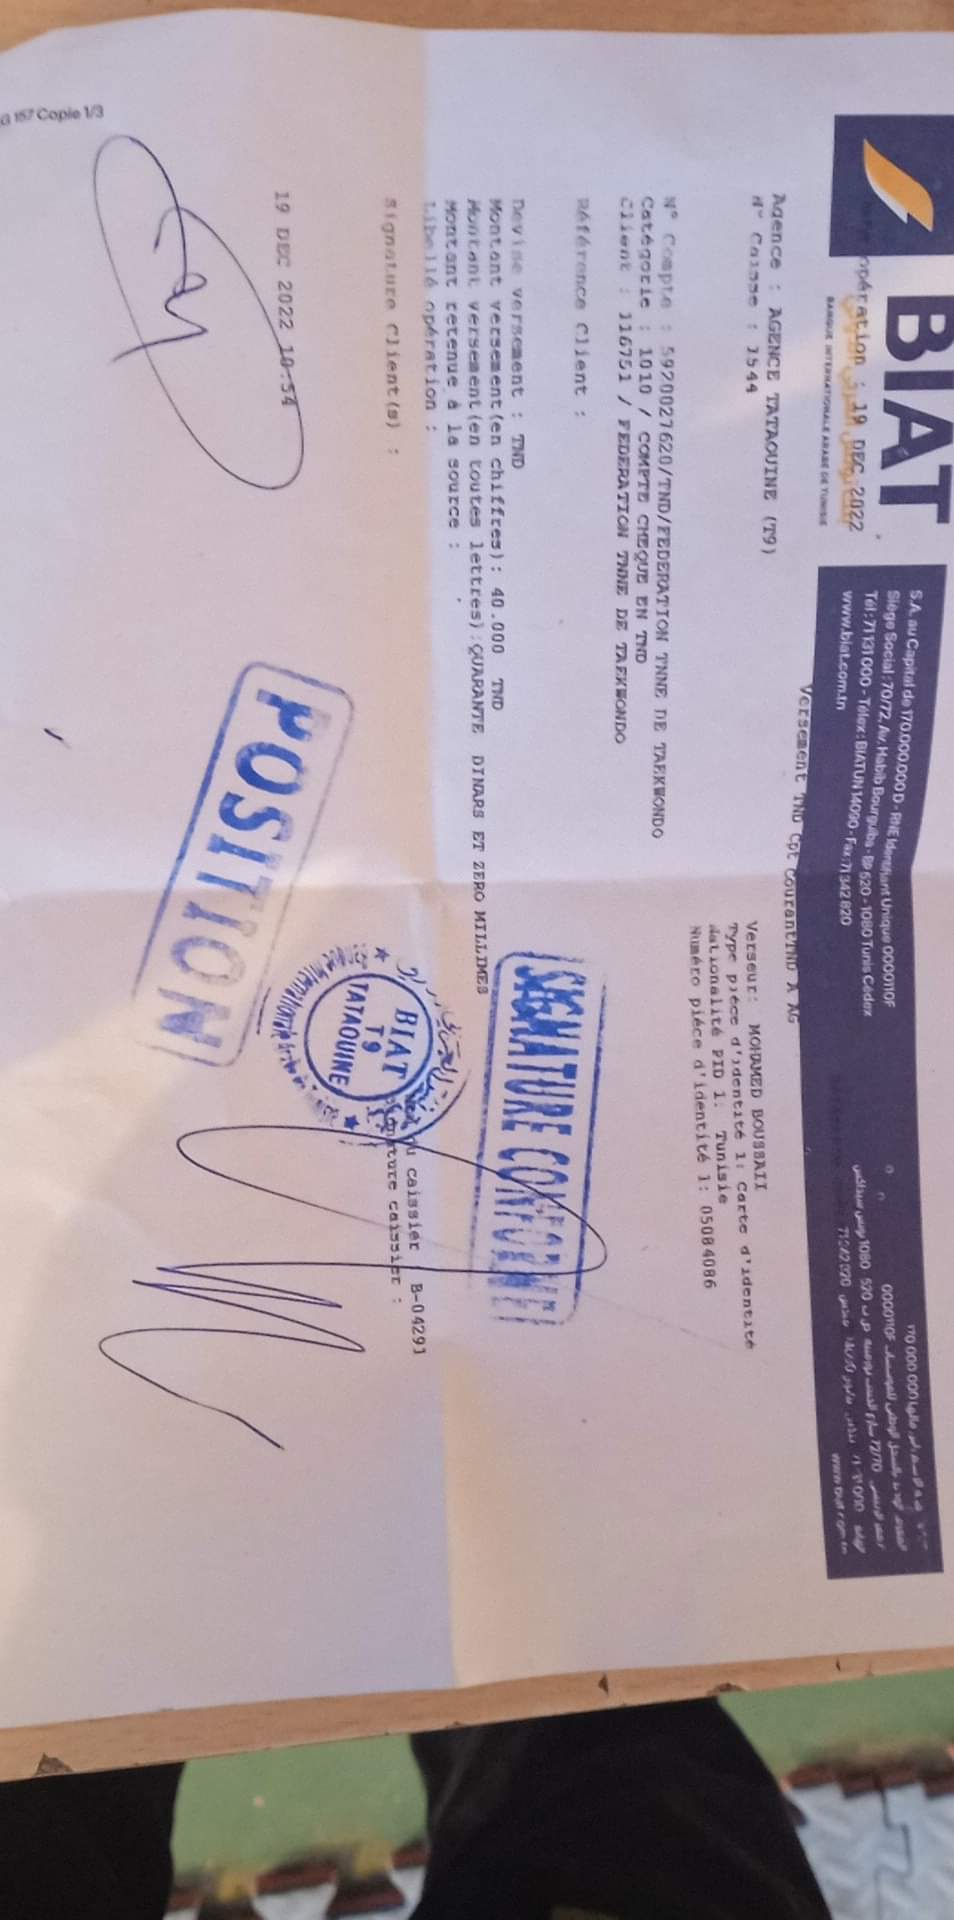 BIAT
BANQUE INTERNATIONALE ARABE DE TUNISIE
opération : 19 DEC 2022
S.A. au Capital de 170.000.000 D - RNE Identifiant Unique 0000110F
Siège Social : 70/72, Av. Habib Bourguiba - BP 520 - 1080 Tunis Cédex
Tél : 71 131 000 - Télex : BIATUN 14090 - Fax : 71 342 820
www.biat.com.tn
Versement TND Cpt CourantTND A AG
Agence : AGENCE TATAOUINE (T9)
N° Caisse : 1544
Verseur: MOHAMED BOUSSAII
Type pièce d'identité 1: Carte d'identité
Nationalité PID 1: Tunisie
Numéro pièce d'identité 1: 05084086
N° Compte : 5920027620/TND/FEDERATION TNNE DE TAEKWONDO
Catégorie : 1010 / COMPTE CHEQUE EN TND
Client : 116751 / FEDERATION TNNE DE TAEKWONDO
Référence Client :
Devise versement : TND
Montant versement(en chiffres): 40.000 TND
Montant versement(en toutes lettres):QUARANTE DINARS ET ZERO MILLIMES
Montant retenue à la source :
Libellé opération :
Signature Client(s) :
SIGNATURE CONFORME
du caissier B-04291
Signature caissier :
BIAT
T9
TATAOUINE
POSITION
19 DEC 2022 10:54
G 157 Copie 1/3